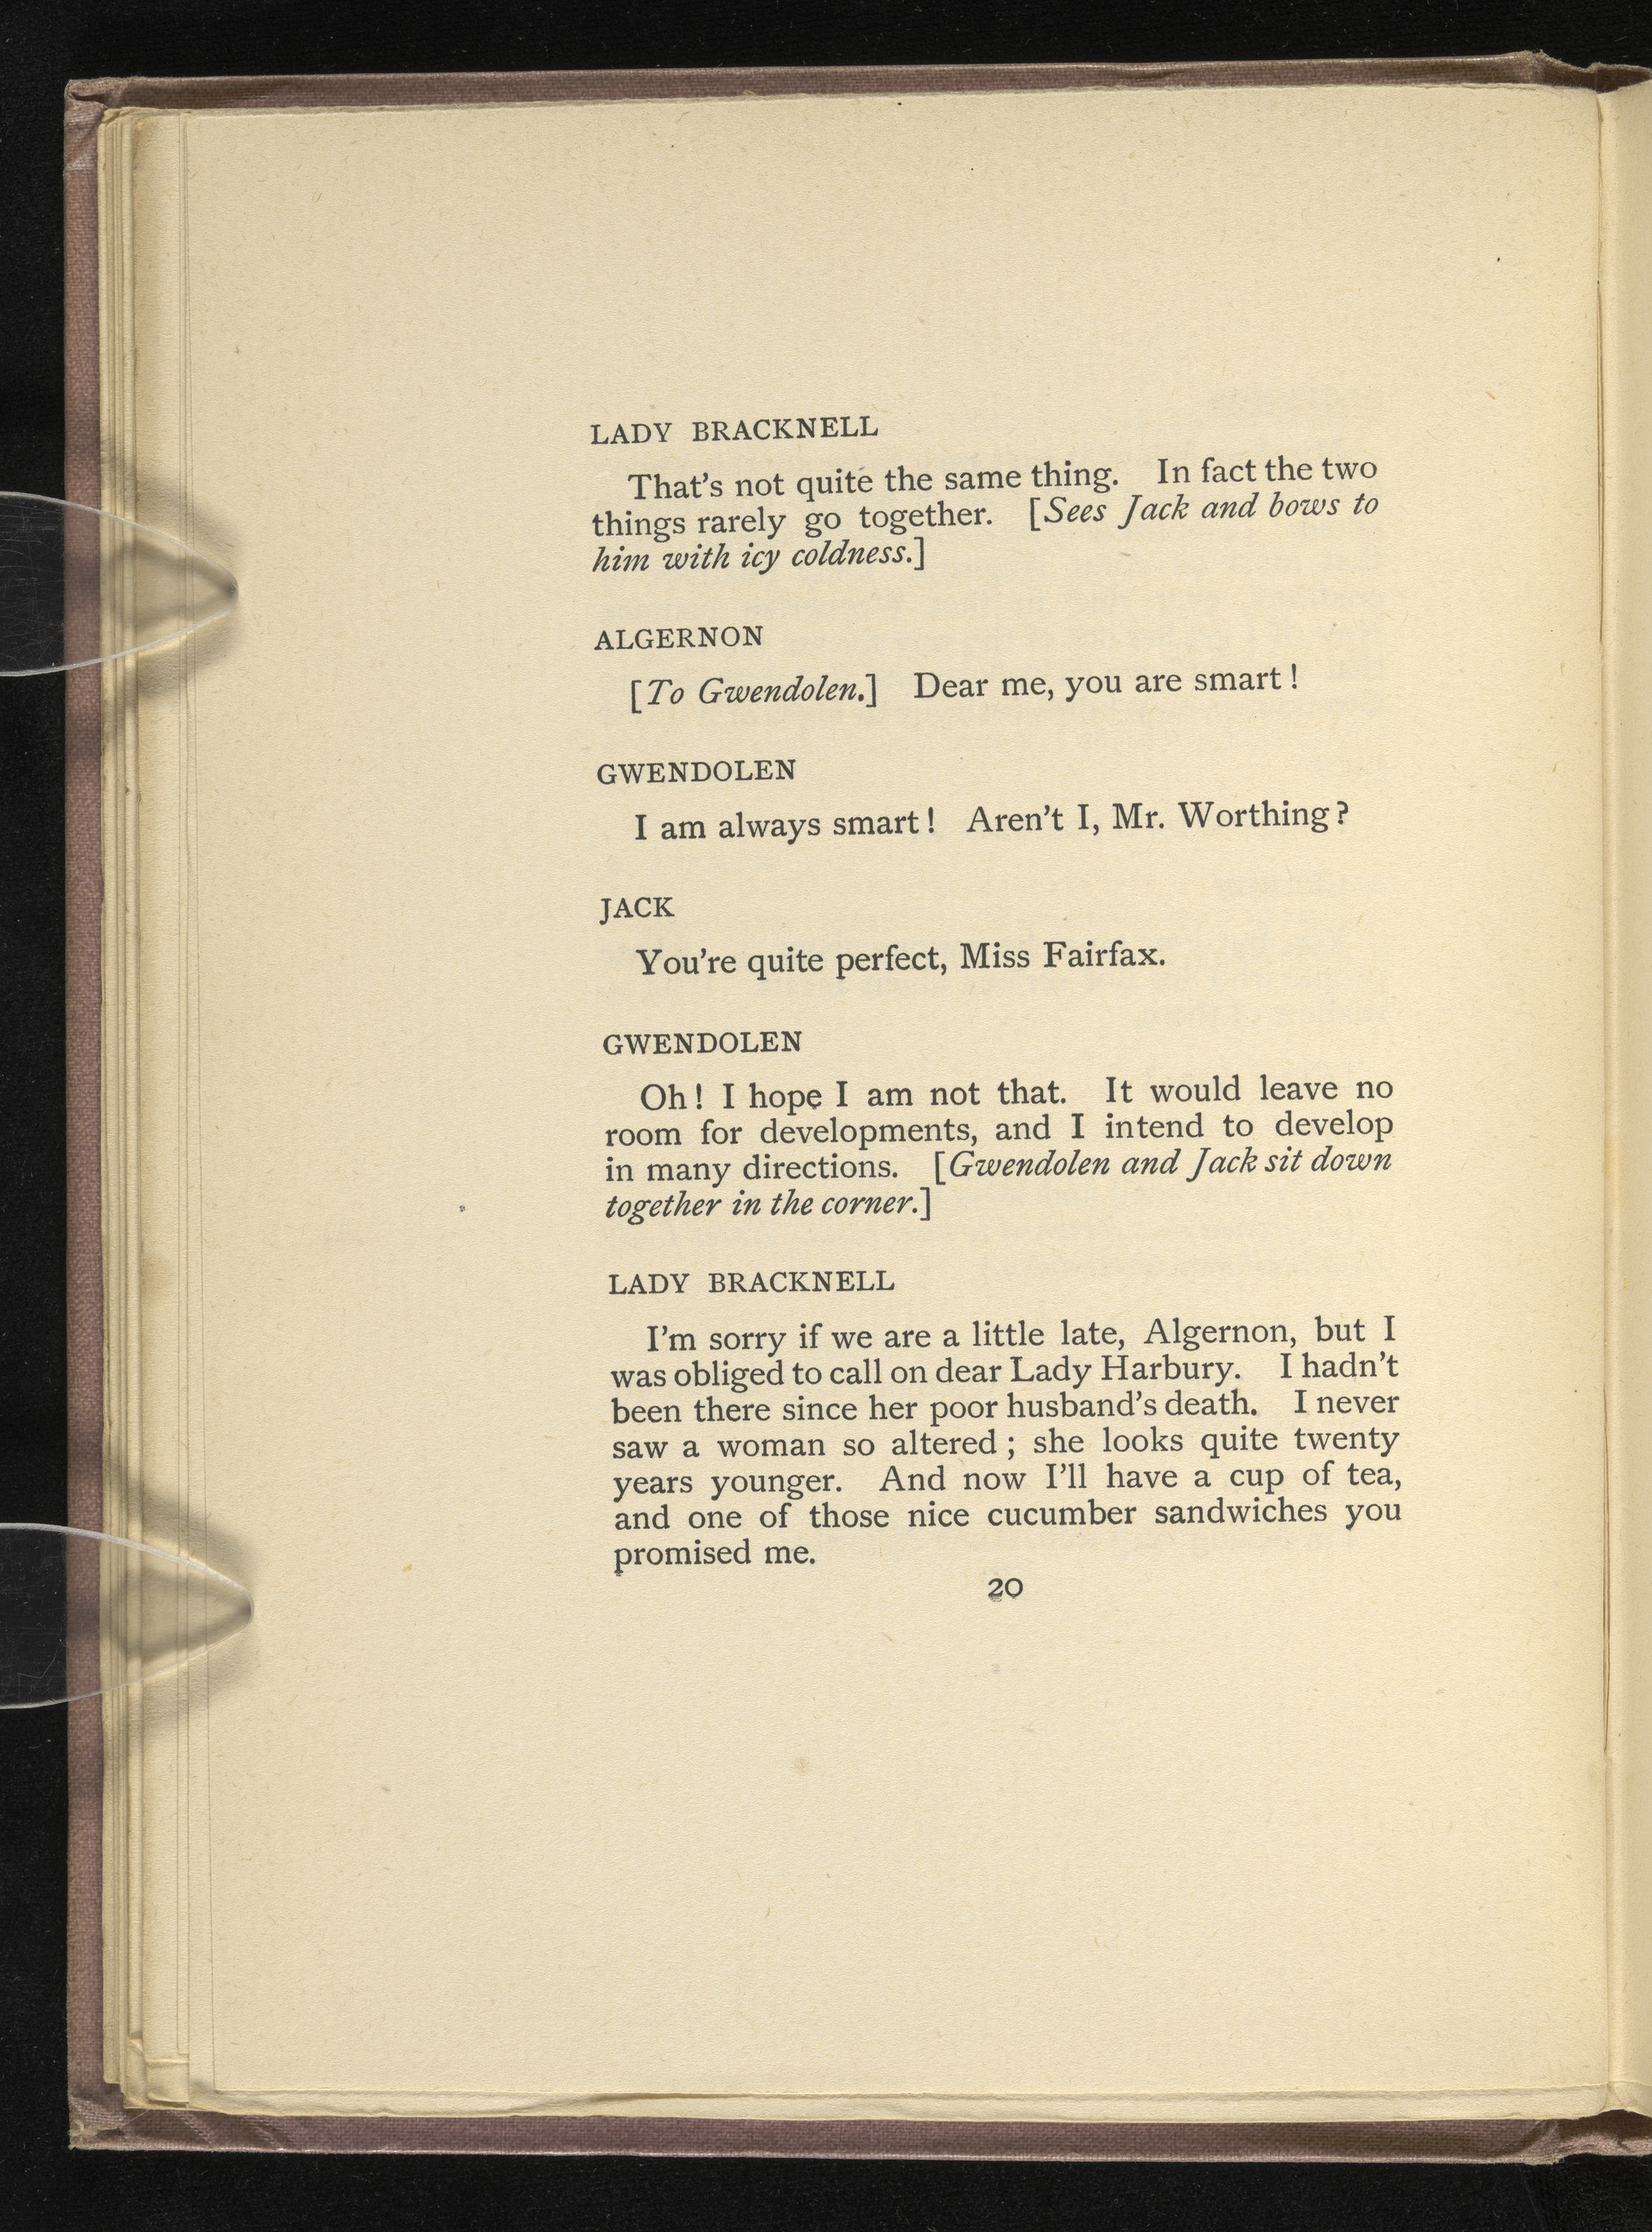 LADY BRACKNELL
That's not quite the same thing. In fact the two
things rarely go together. [Sees Jack and bows to
him with icy coldness.]
ALGERNON
[To Gwendolen.] Dear me, you are smart!
GWENDOLEN
I am always smart! Aren't I, Mr. Worthing?
JACK
You're quite perfect, Miss Fairfax.
GWENDOLEN
Oh! I hope I am not that. It would leave no
room for developments, and I intend to develop
in many directions. [Gwendolen and Jack sit down
together in the corner.]
LADY BRACKNELL
I'm sorry if we are a little late, Algernon, but I
was obliged to call on dear Lady Harbury. I hadn't
been there since her poor husband's death. I never
saw a woman so altered; she looks quite twenty
years younger. And now I'll have a cup of tea,
and one of those nice cucumber sandwiches you
promised me.
20